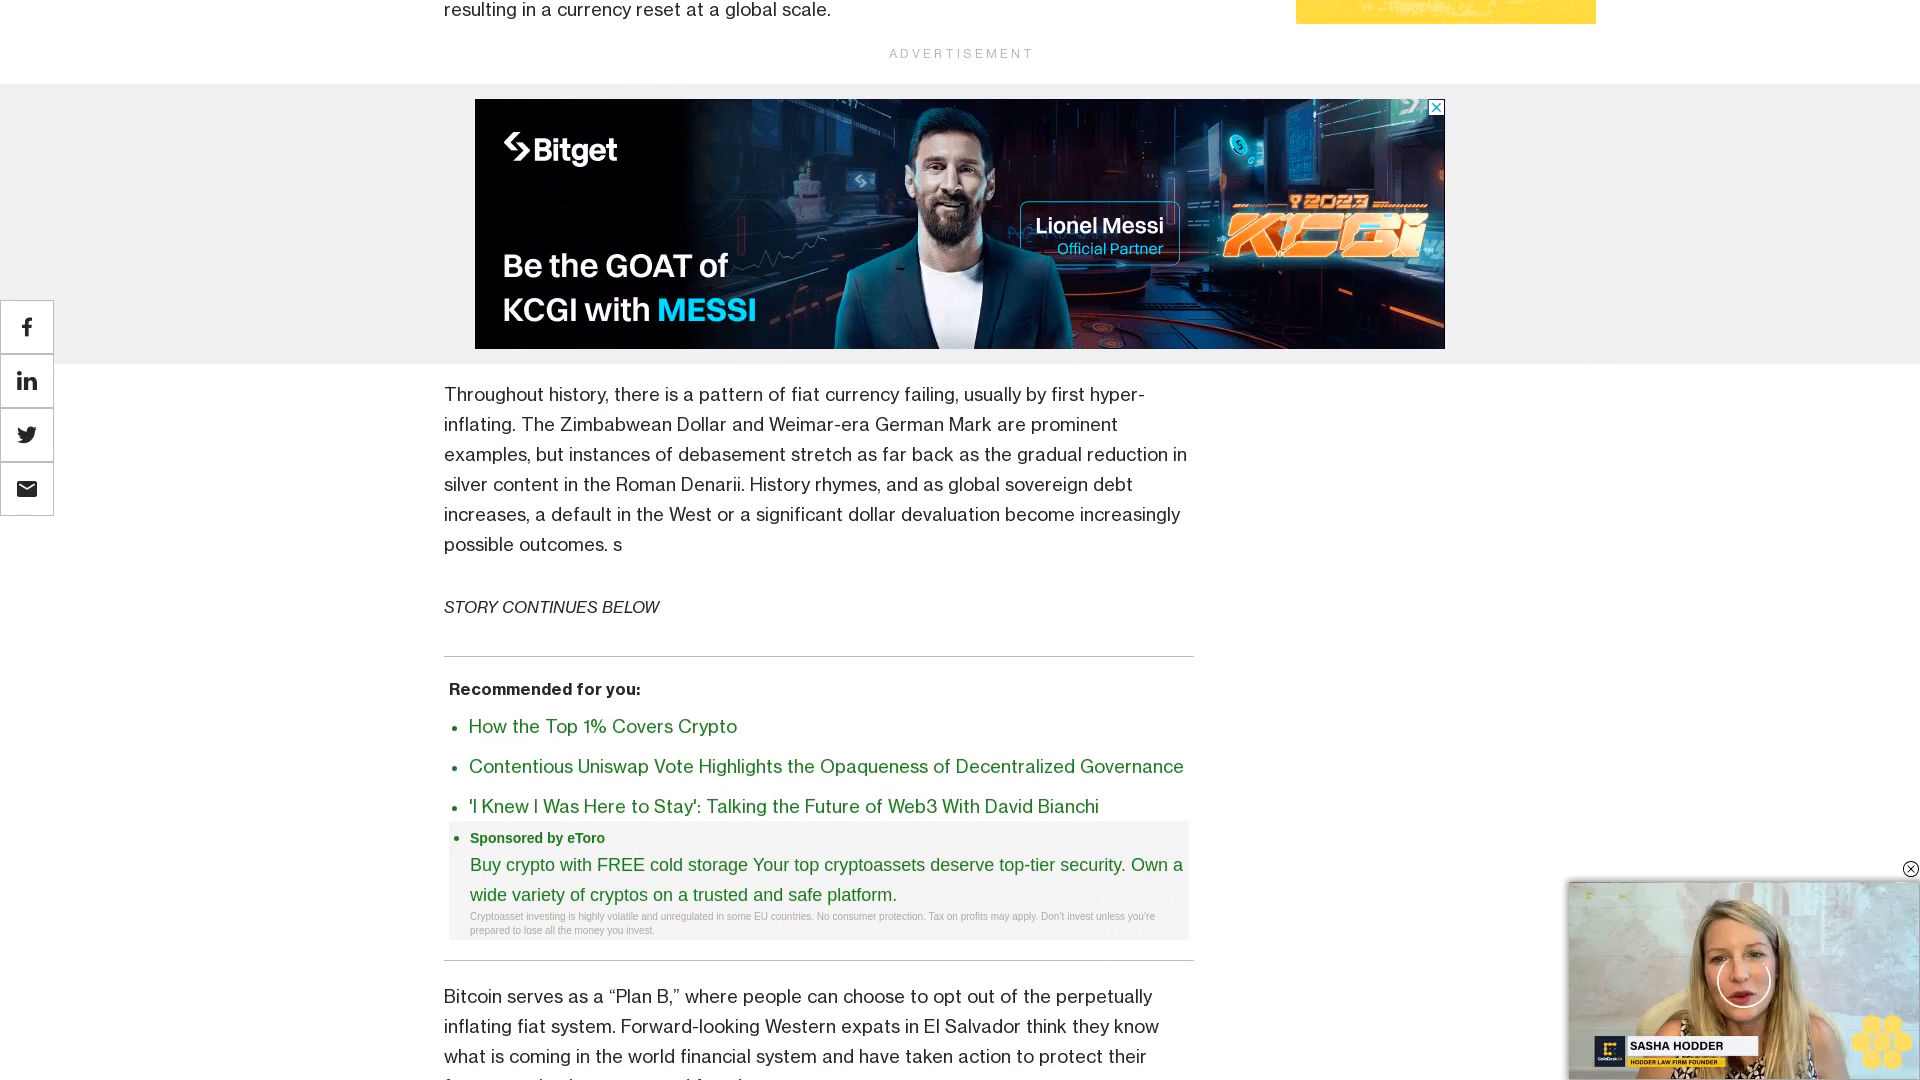 resulting in a currency reset at a global scale.
ADVERTISEMENT
Bitget
Be the GOAT of
KCGI with MESSI
Lionel Messi
Official Partner
Y2023
KCGI
Throughout history, there is a pattern of fiat currency failing, usually by first hyper-
inflating. The Zimbabwean Dollar and Weimar-era German Mark are prominent
examples, but instances of debasement stretch as far back as the gradual reduction in
silver content in the Roman Denarii. History rhymes, and as global sovereign debt
increases, a default in the West or a significant dollar devaluation become increasingly
possible outcomes. s
STORY CONTINUES BELOW
Recommended for you:
• How the Top 1% Covers Crypto
• Contentious Uniswap Vote Highlights the Opaqueness of Decentralized Governance
• 'I Knew I Was Here to Stay': Talking the Future of Web3 With David Bianchi
• Sponsored by eToro
Buy crypto with FREE cold storage Your top cryptoassets deserve top-tier security. Own a
wide variety of cryptos on a trusted and safe platform.
Cryptoasset investing is highly volatile and unregulated in some EU countries. No consumer protection. Tax on profits may apply. Don't invest unless you're
prepared to lose all the money you invest.
Bitcoin serves as a “Plan B,” where people can choose to opt out of the perpetually
inflating fiat system. Forward-looking Western expats in El Salvador think they know
what is coming in the world financial system and have taken action to protect their
CoinDesk
SASHA HODDER
HODDER LAW FIRM FOUNDER